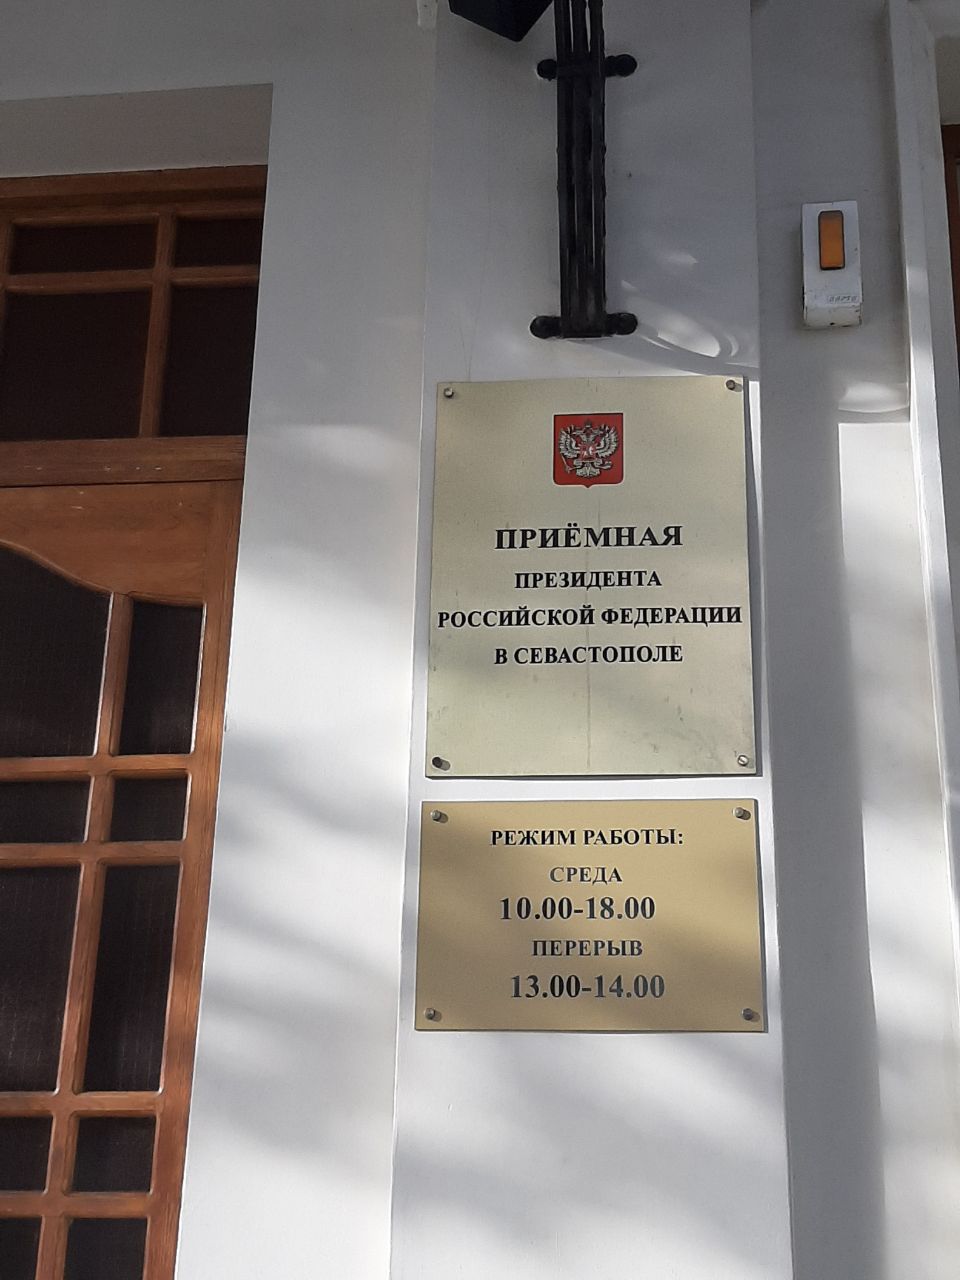 ПРИЁМНАЯ
ПРЕЗИДЕНТА
РОССИЙСКОЙ ФЕДЕРАЦИИ
В СЕВАСТОПОЛЕ
РЕЖИМ РАБОТЫ:
СРЕДА
10.00-18.00
ПЕРЕРЫВ
13.00-14.00